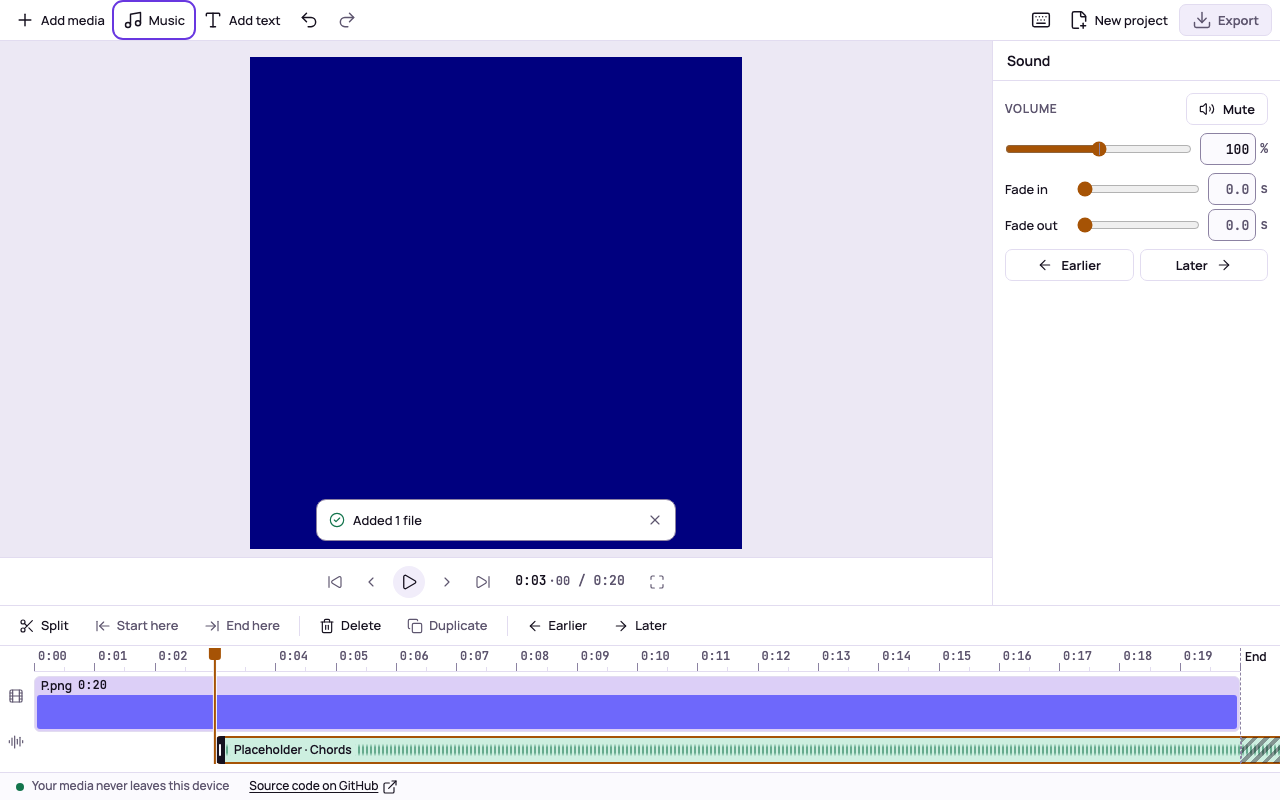 Add media Music Add text New project Export
Sound
VOLUME Mute
100 %
Fade in 0.0 s
Fade out 0.0 s
Earlier Later
Added 1 file
0:03·00 / 0:20
Split Start here End here Delete Duplicate Earlier Later
0:00 0:01 0:02 0:04 0:05 0:06 0:07 0:08 0:09 0:10 0:11 0:12 0:13 0:14 0:15 0:16 0:17 0:18 0:19 End
P.png 0:20
Placeholder · Chords
Your media never leaves this device Source code on GitHub